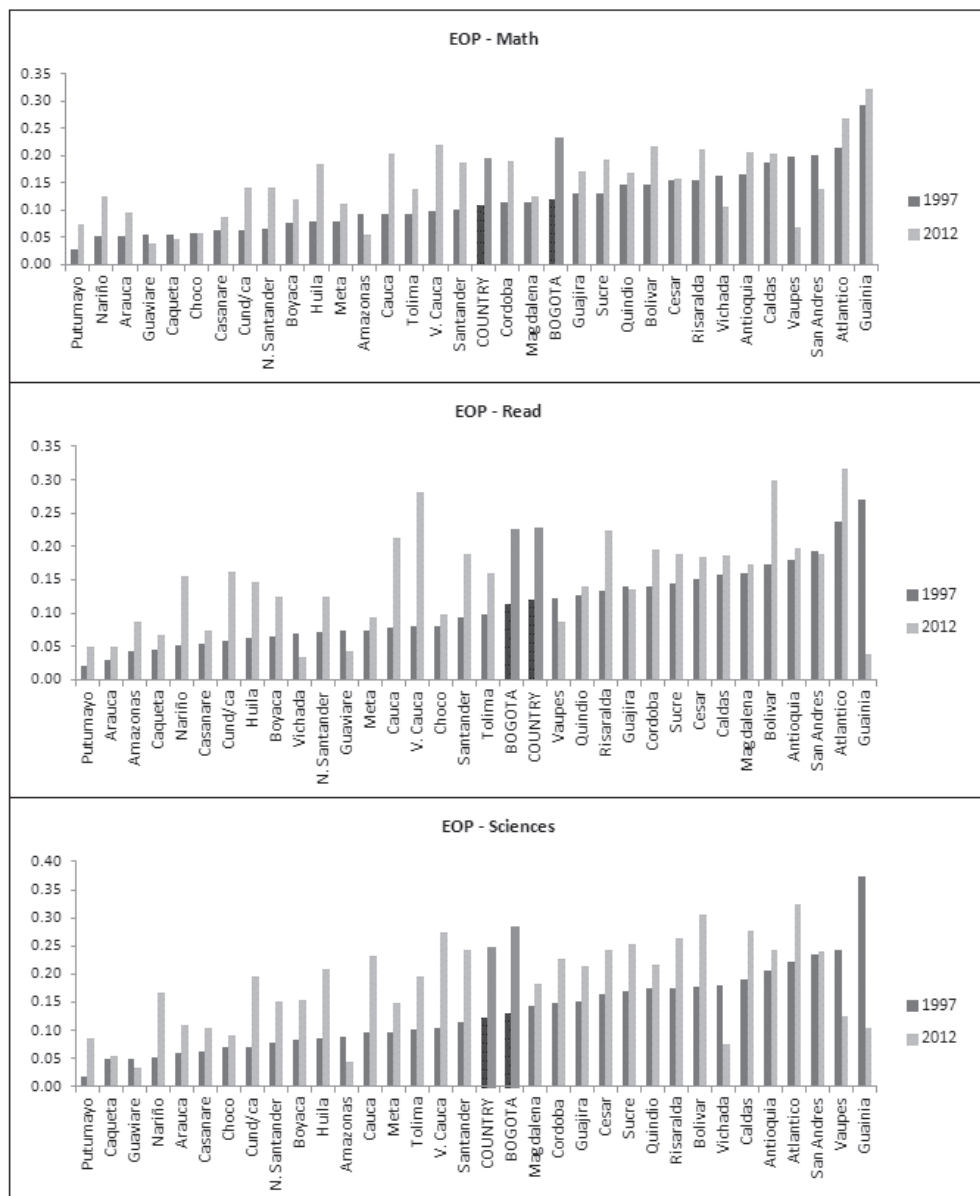 EOP - Math
0.35
0.30
0.25
0.20
0.15
0.10
0.05
0.00
Putumayo
Nariño
Arauca
Guaviare
Caqueta
Choco
Casanare
Cund/ca
N. Santander
Boyaca
Huila
Meta
Amazonas
Cauca
Tolima
V. Cauca
Santander
COUNTRY
Cordoba
Magdalena
BOGOTA
Guajira
Sucre
Quindio
Bolivar
Cesar
Risaralda
Vichada
Antioquia
Caldas
Vaupes
San Andres
Atlantico
Guainia
1997
2012
EOP - Read
0.35
0.30
0.25
0.20
0.15
0.10
0.05
0.00
Putumayo
Arauca
Amazonas
Caqueta
Nariño
Casanare
Cund/ca
Huila
Boyaca
Vichada
N. Santander
Guaviare
Meta
Cauca
V. Cauca
Choco
Santander
Tolima
BOGOTA
COUNTRY
Vaupes
Quindio
Risaralda
Guajira
Cordoba
Sucre
Cesar
Caldas
Magdalena
Bolivar
Antioquia
San Andres
Atlantico
Guainia
1997
2012
EOP - Sciences
0.40
0.35
0.30
0.25
0.20
0.15
0.10
0.05
0.00
Putumayo
Caqueta
Guaviare
Nariño
Arauca
Casanare
Choco
Cund/ca
N. Santander
Boyaca
Huila
Amazonas
Cauca
Meta
Tolima
V. Cauca
Santander
COUNTRY
BOGOTA
Magdalena
Cordoba
Guajira
Cesar
Sucre
Quindio
Risaralda
Bolivar
Vichada
Caldas
Antioquia
Atlantico
San Andres
Vaupes
Guainia
1997
2012